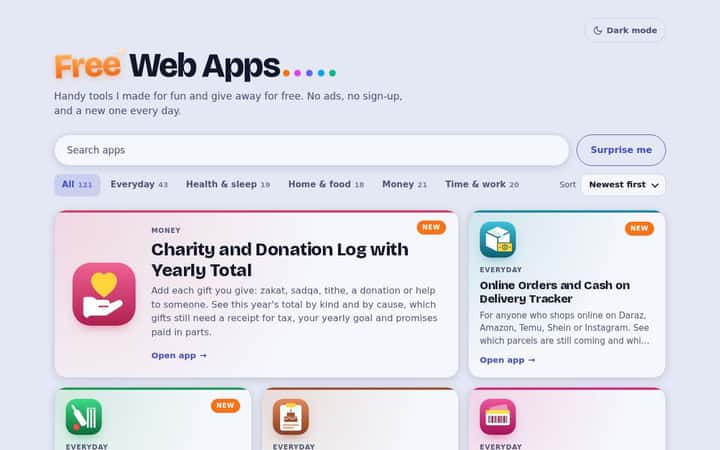 Dark mode
Free Web Apps.....
Handy tools I made for fun and give away for free. No ads, no sign-up,
and a new one every day.
Search apps
Surprise me
All 121
Everyday 43
Health & sleep 19
Home & food 18
Money 21
Time & work 20
Sort
Newest first
MONEY
NEW
Charity and Donation Log with
Yearly Total
Add each gift you give: zakat, sadqa, tithe, a donation or help
to someone. See this year's total by kind and by cause, which
gifts still need a receipt for tax, your yearly goal and promises
paid in parts.
Open app →
NEW
EVERYDAY
Online Orders and Cash on
Delivery Tracker
For anyone who shops online on Daraz,
Amazon, Temu, Shein or Instagram. See
which parcels are still coming and whi...
Open app →
NEW
EVERYDAY
EVERYDAY
EVERYDAY